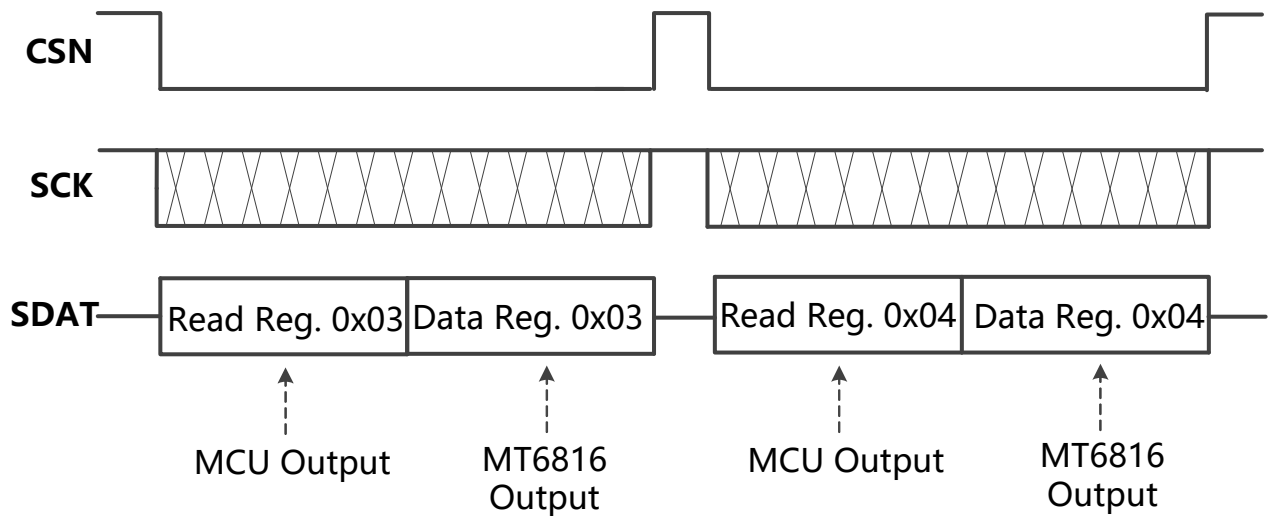 CSN
SCK
SDAT
Read Reg. 0x03
Data Reg. 0x03
Read Reg. 0x04
Data Reg. 0x04
MCU Output
MT6816
Output
MCU Output
MT6816
Output